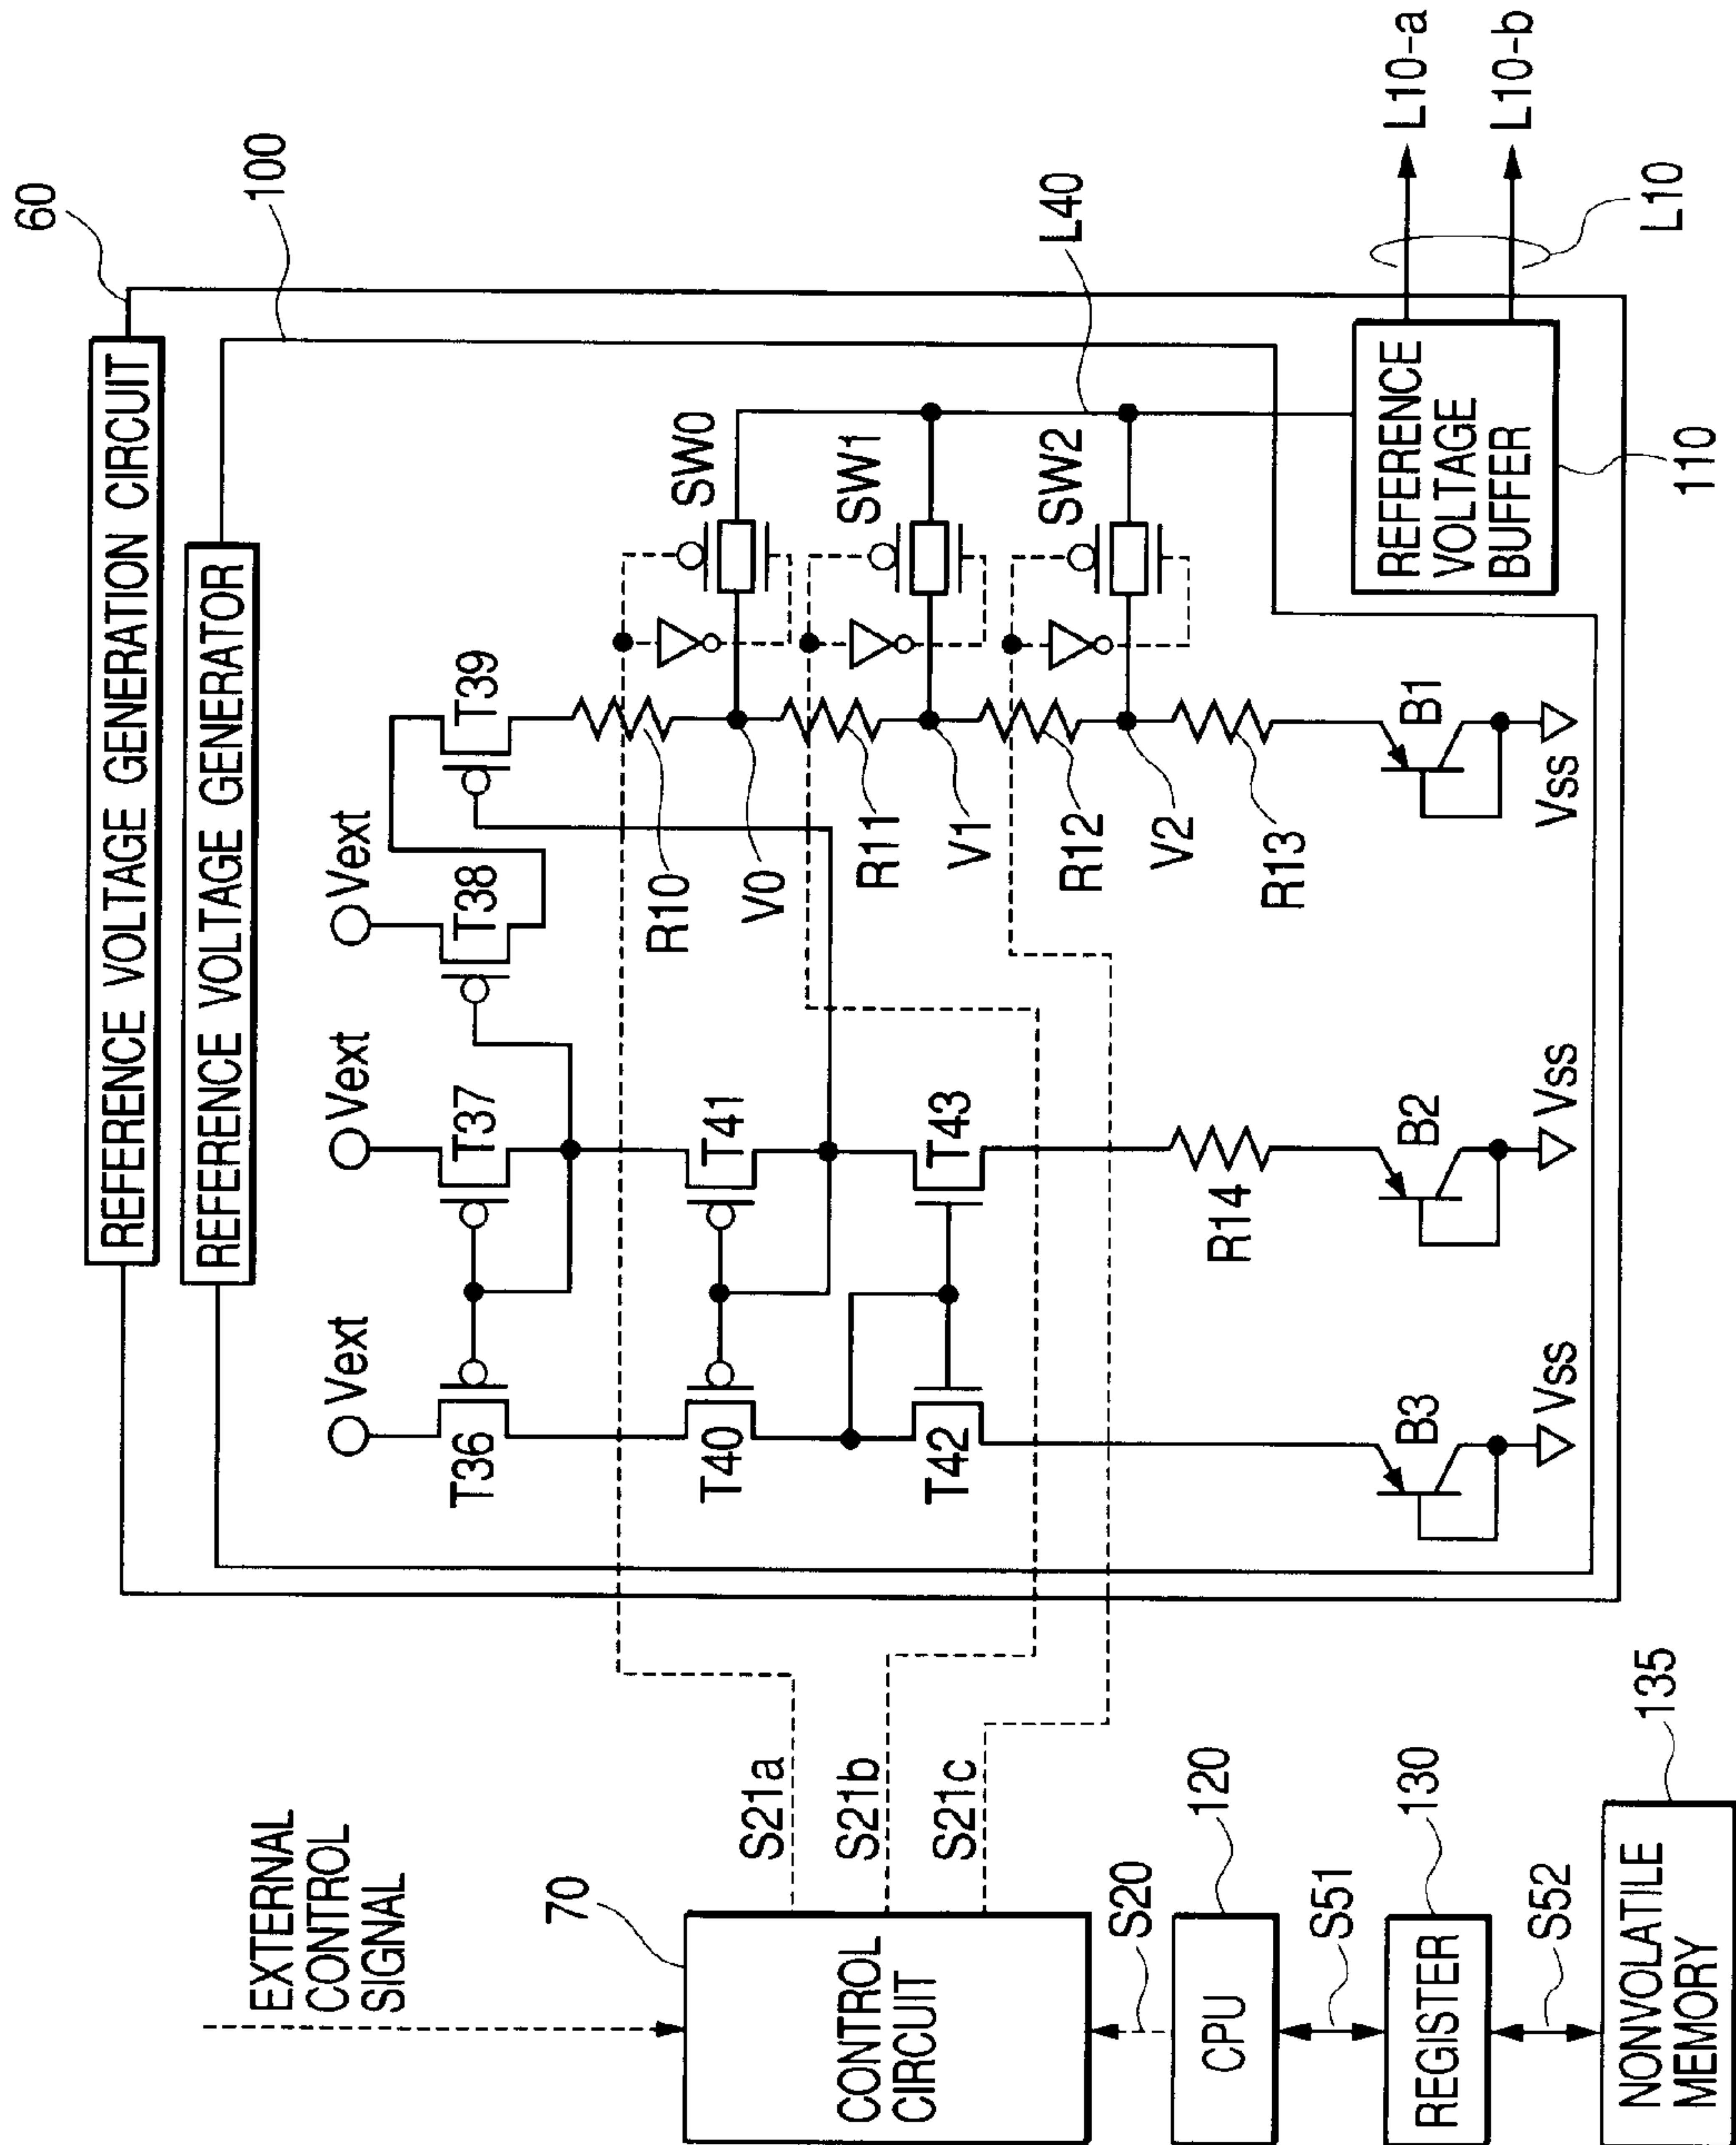 REFERENCE VOLTAGE GENERATION CIRCUIT
60
REFERENCE VOLTAGE GENERATOR
100
EXTERNAL
CONTROL
SIGNAL
Vext
Vext
Vext
T36
T37
T38
T39
T40
T41
T42
T43
R10
V0
R11
V1
R12
V2
R13
R14
SW0
SW1
SW2
L40
B3
B2
B1
Vss
Vss
Vss
70
CONTROL
CIRCUIT
S21a
S21b
S21c
S20
CPU
120
S51
REGISTER
130
S52
NONVOLATILE
MEMORY
135
REFERENCE
VOLTAGE
BUFFER
110
L10-a
L10-b
L10